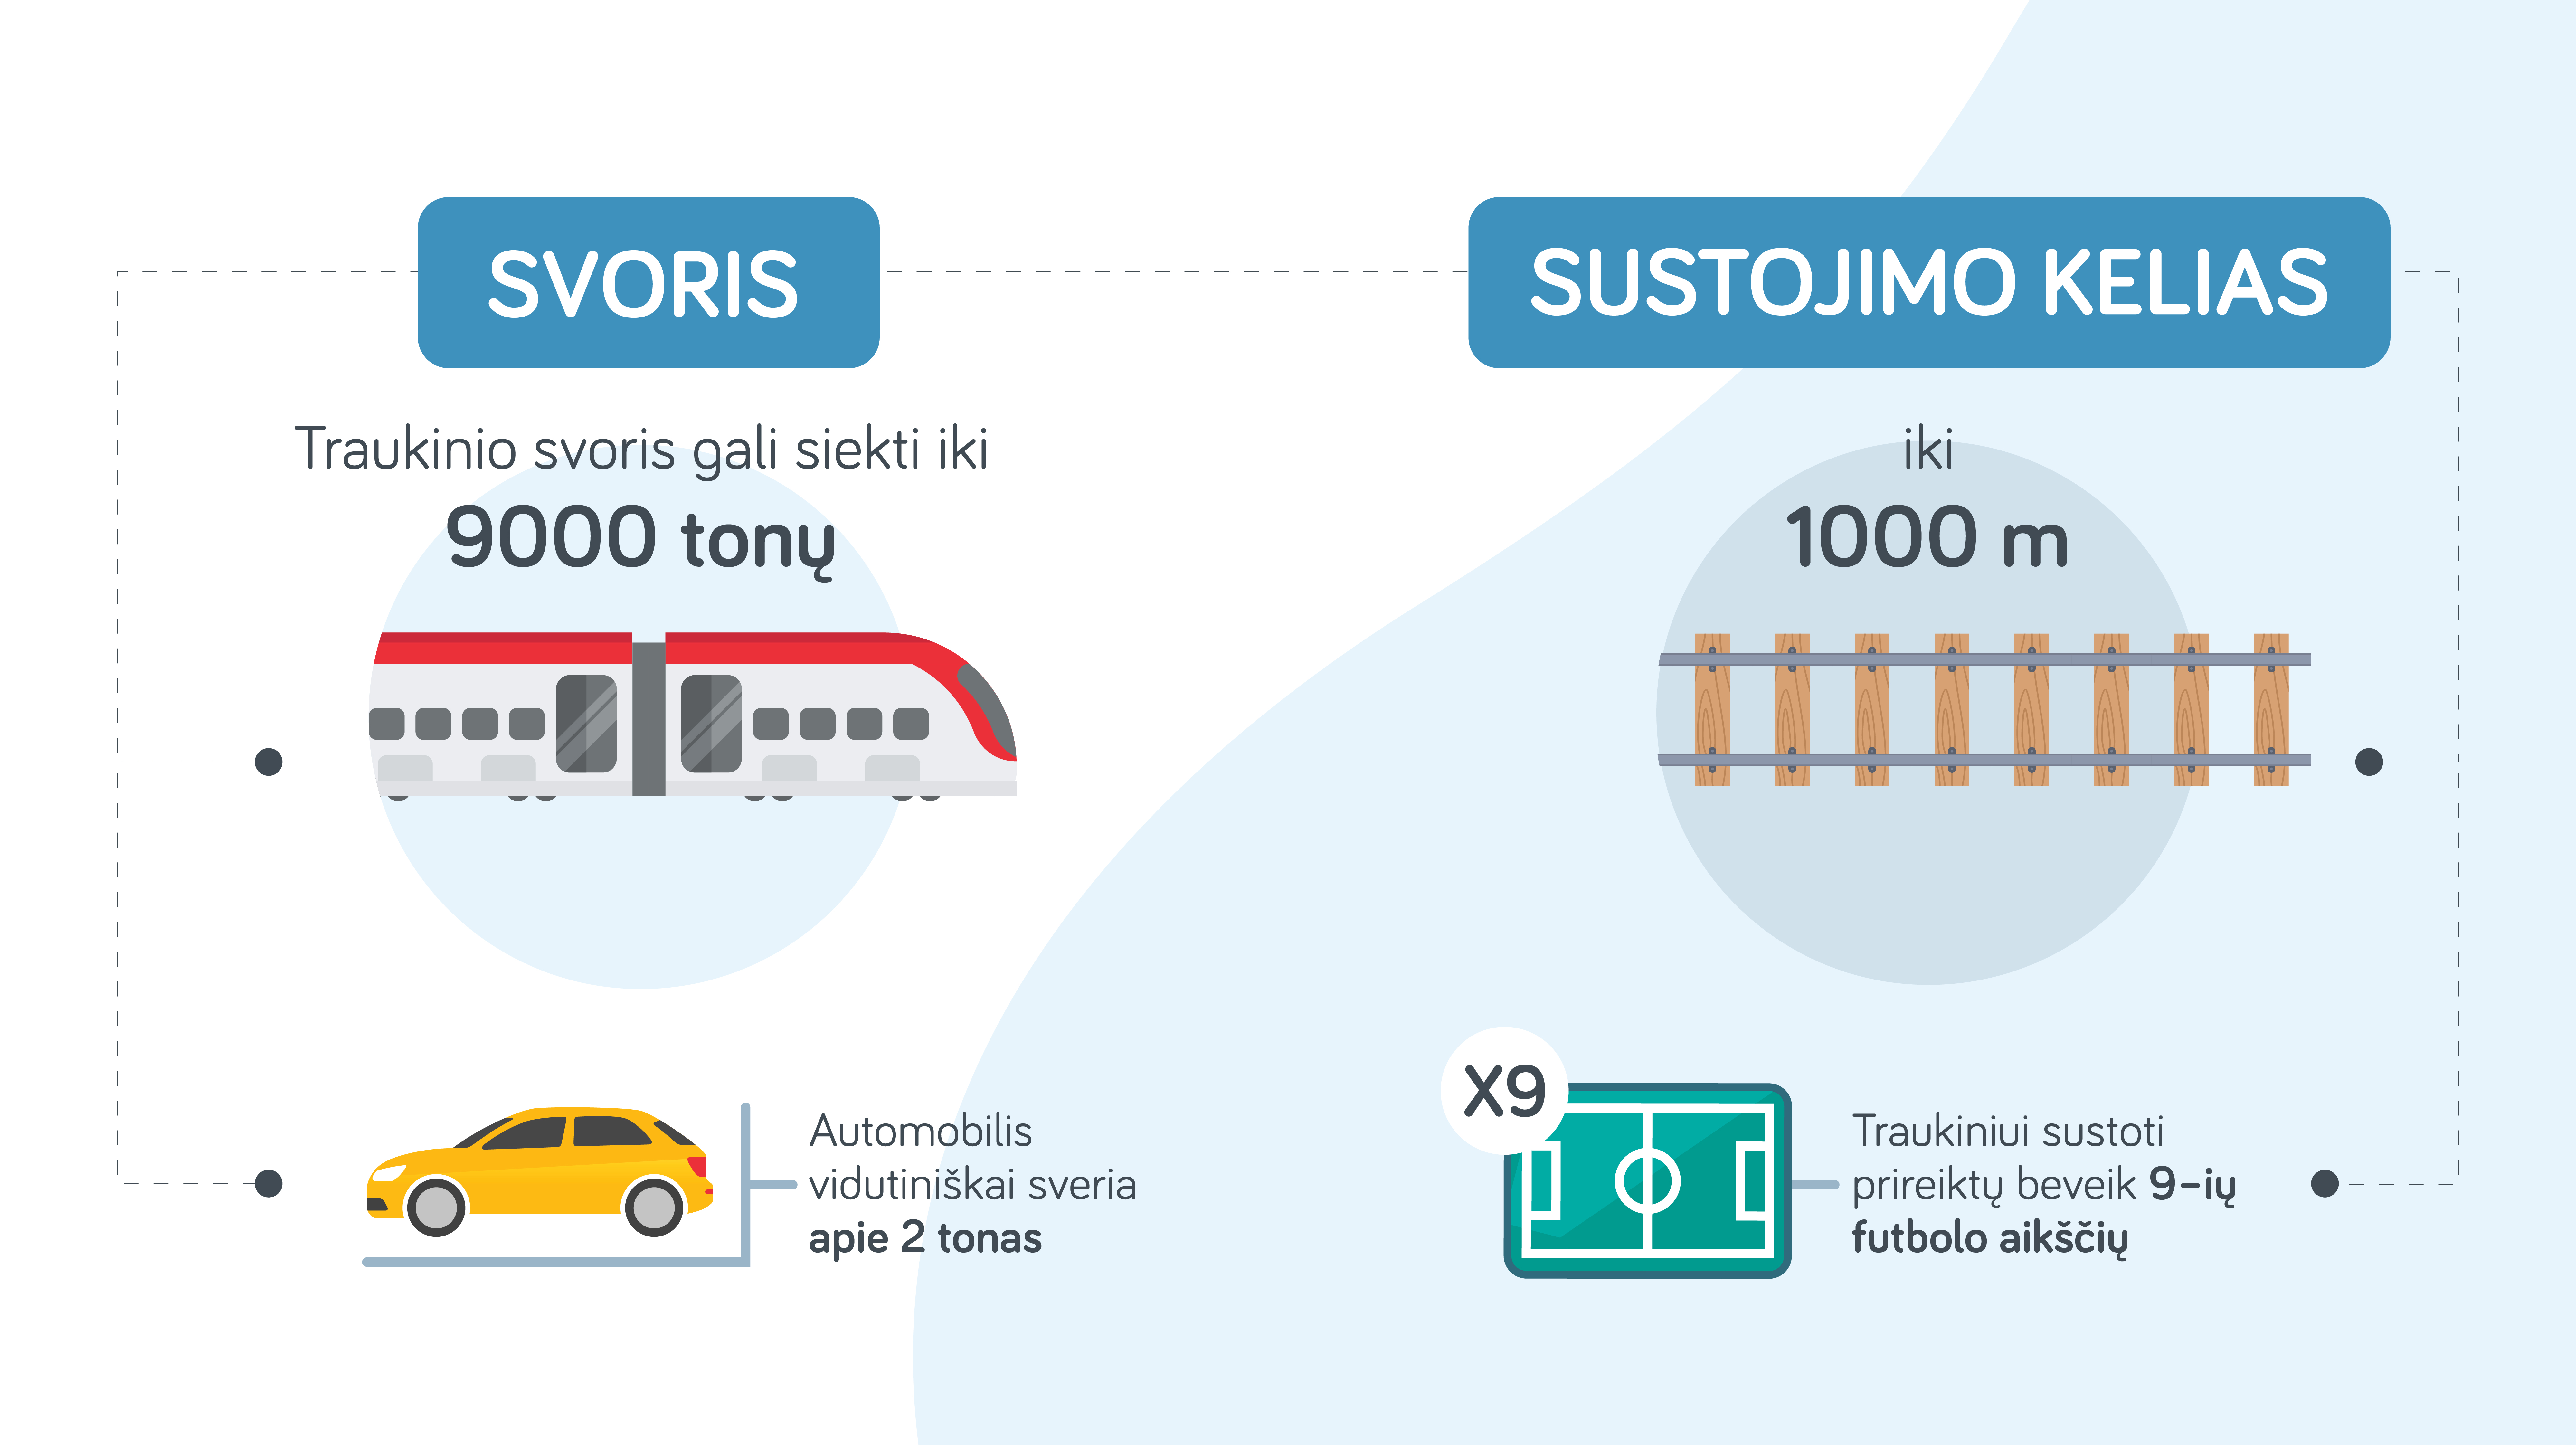 SVORIS
Traukinio svoris gali siekti iki
9000 tonų
Automobilis
vidutiniškai sveria
apie 2 tonas
SUSTOJIMO KELIAS
iki
1000 m
X9
Traukiniui sustoti
prireiktų beveik 9-ių
futbolo aikščių